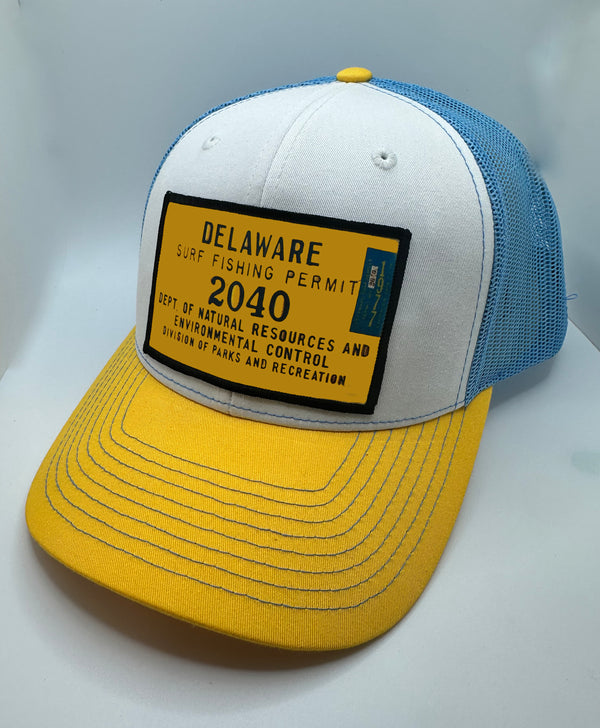 DELAWARE
SURF FISHING PERMIT
2040
DEPT. OF NATURAL RESOURCES AND
ENVIRONMENTAL CONTROL
DIVISION OF PARKS AND RECREATION